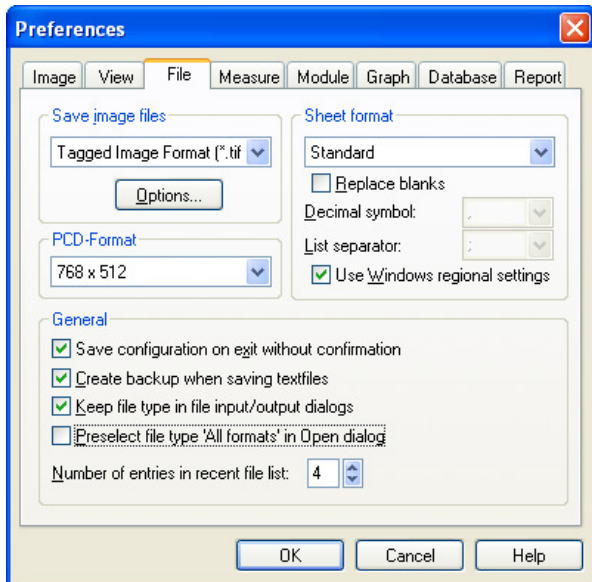 Preferences
Image View File Measure Module Graph Database Report
Save image files
Tagged Image Format (*.tif
Options...
PCD-Format
768 x 512
Sheet format
Standard
Replace blanks
Decimal symbol: ,
List separator: ;
Use Windows regional settings
General
Save configuration on exit without confirmation
Create backup when saving textfiles
Keep file type in file input/output dialogs
Preselect file type 'All formats' in Open dialog
Number of entries in recent file list: 4
OK Cancel Help